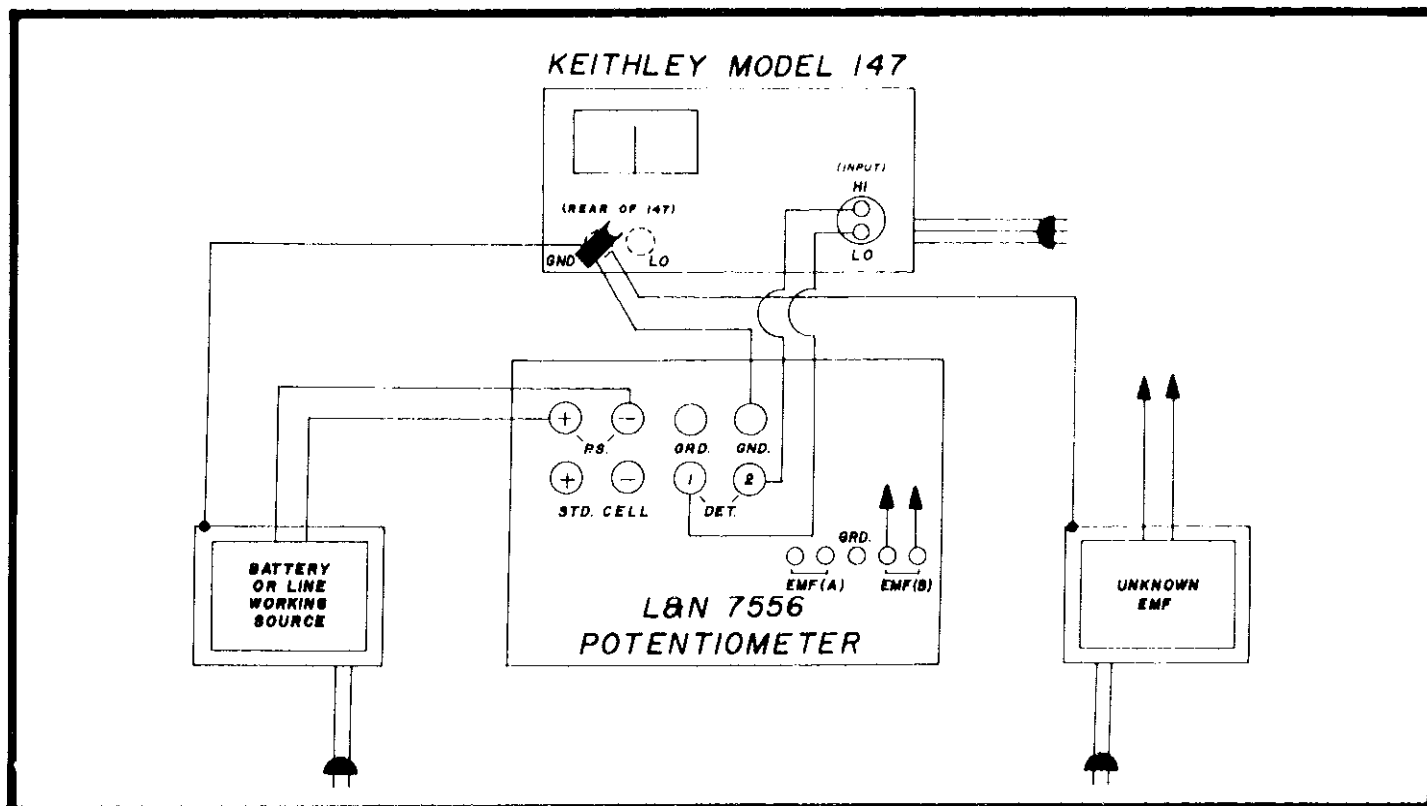 KEITHLEY MODEL 147
(INPUT)
HI
LO
(REAR OF 147)
GND
LO
+
-
P.S.
GRD.
GND.
+
-
STD. CELL
1
2
DET.
GRD.
EMF(A)
EMF(B)
L&N 7556
POTENTIOMETER
BATTERY
OR LINE
WORKING
SOURCE
UNKNOWN
EMF